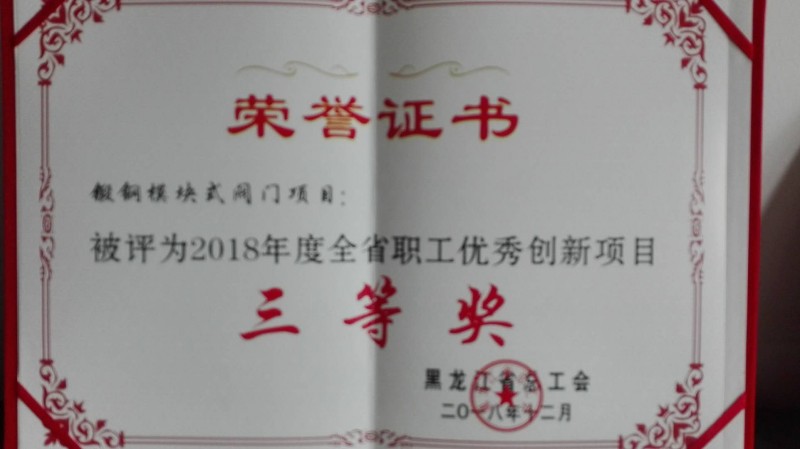 荣誉证书
锻钢模块式闸门项目:
被评为2018年度全省职工优秀创新项目
三等奖
黑龙江省总工会
二〇一八年十二月